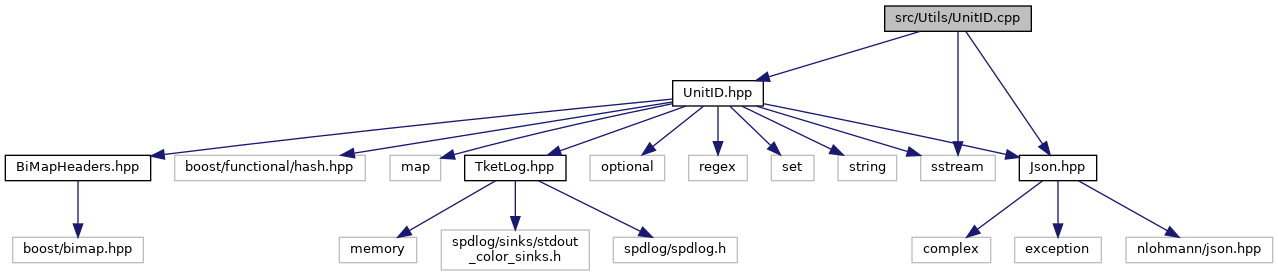 src/Utils/UnitID.cpp
UnitID.hpp
BiMapHeaders.hpp
boost/functional/hash.hpp
map
TketLog.hpp
optional
regex
set
string
sstream
Json.hpp
boost/bimap.hpp
memory
spdlog/sinks/stdout
_color_sinks.h
spdlog/spdlog.h
complex
exception
nlohmann/json.hpp